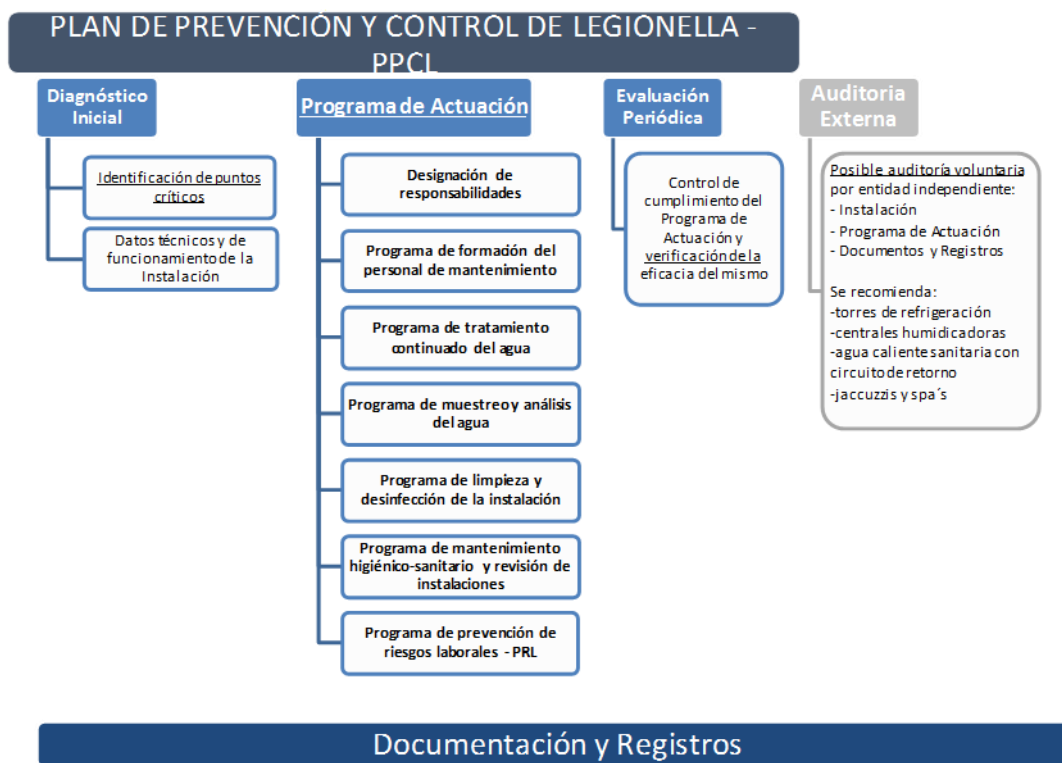 PLAN DE PREVENCIÓN Y CONTROL DE LEGIONELLA -
PPCL
Diagnóstico
Inicial
Identificación de puntos
críticos
Datos técnicos y de
funcionamiento de la
Instalación
Programa de Actuación
Designación de
responsabilidades
Programa de formación del
personal de mantenimiento
Programa de tratamiento
continuado del agua
Programa de muestreo y análisis
del agua
Programa de limpieza y
desinfección de la instalación
Programa de mantenimiento
higiénico-sanitario y revisión de
instalaciones
Programa de prevención de
riesgos laborales - PRL
Evaluación
Periódica
Control de
cumplimiento del
Programa de
Actuación y
verificación de la
eficacia del mismo
Auditoria
Externa
Posible auditoría voluntaria
por entidad independiente:
- Instalación
- Programa de Actuación
- Documentos y Registros
Se recomienda:
-torres de refrigeración
-centrales humidicadoras
-agua caliente sanitaria con
circuito de retorno
-jaccuzzis y spa´s
Documentación y Registros